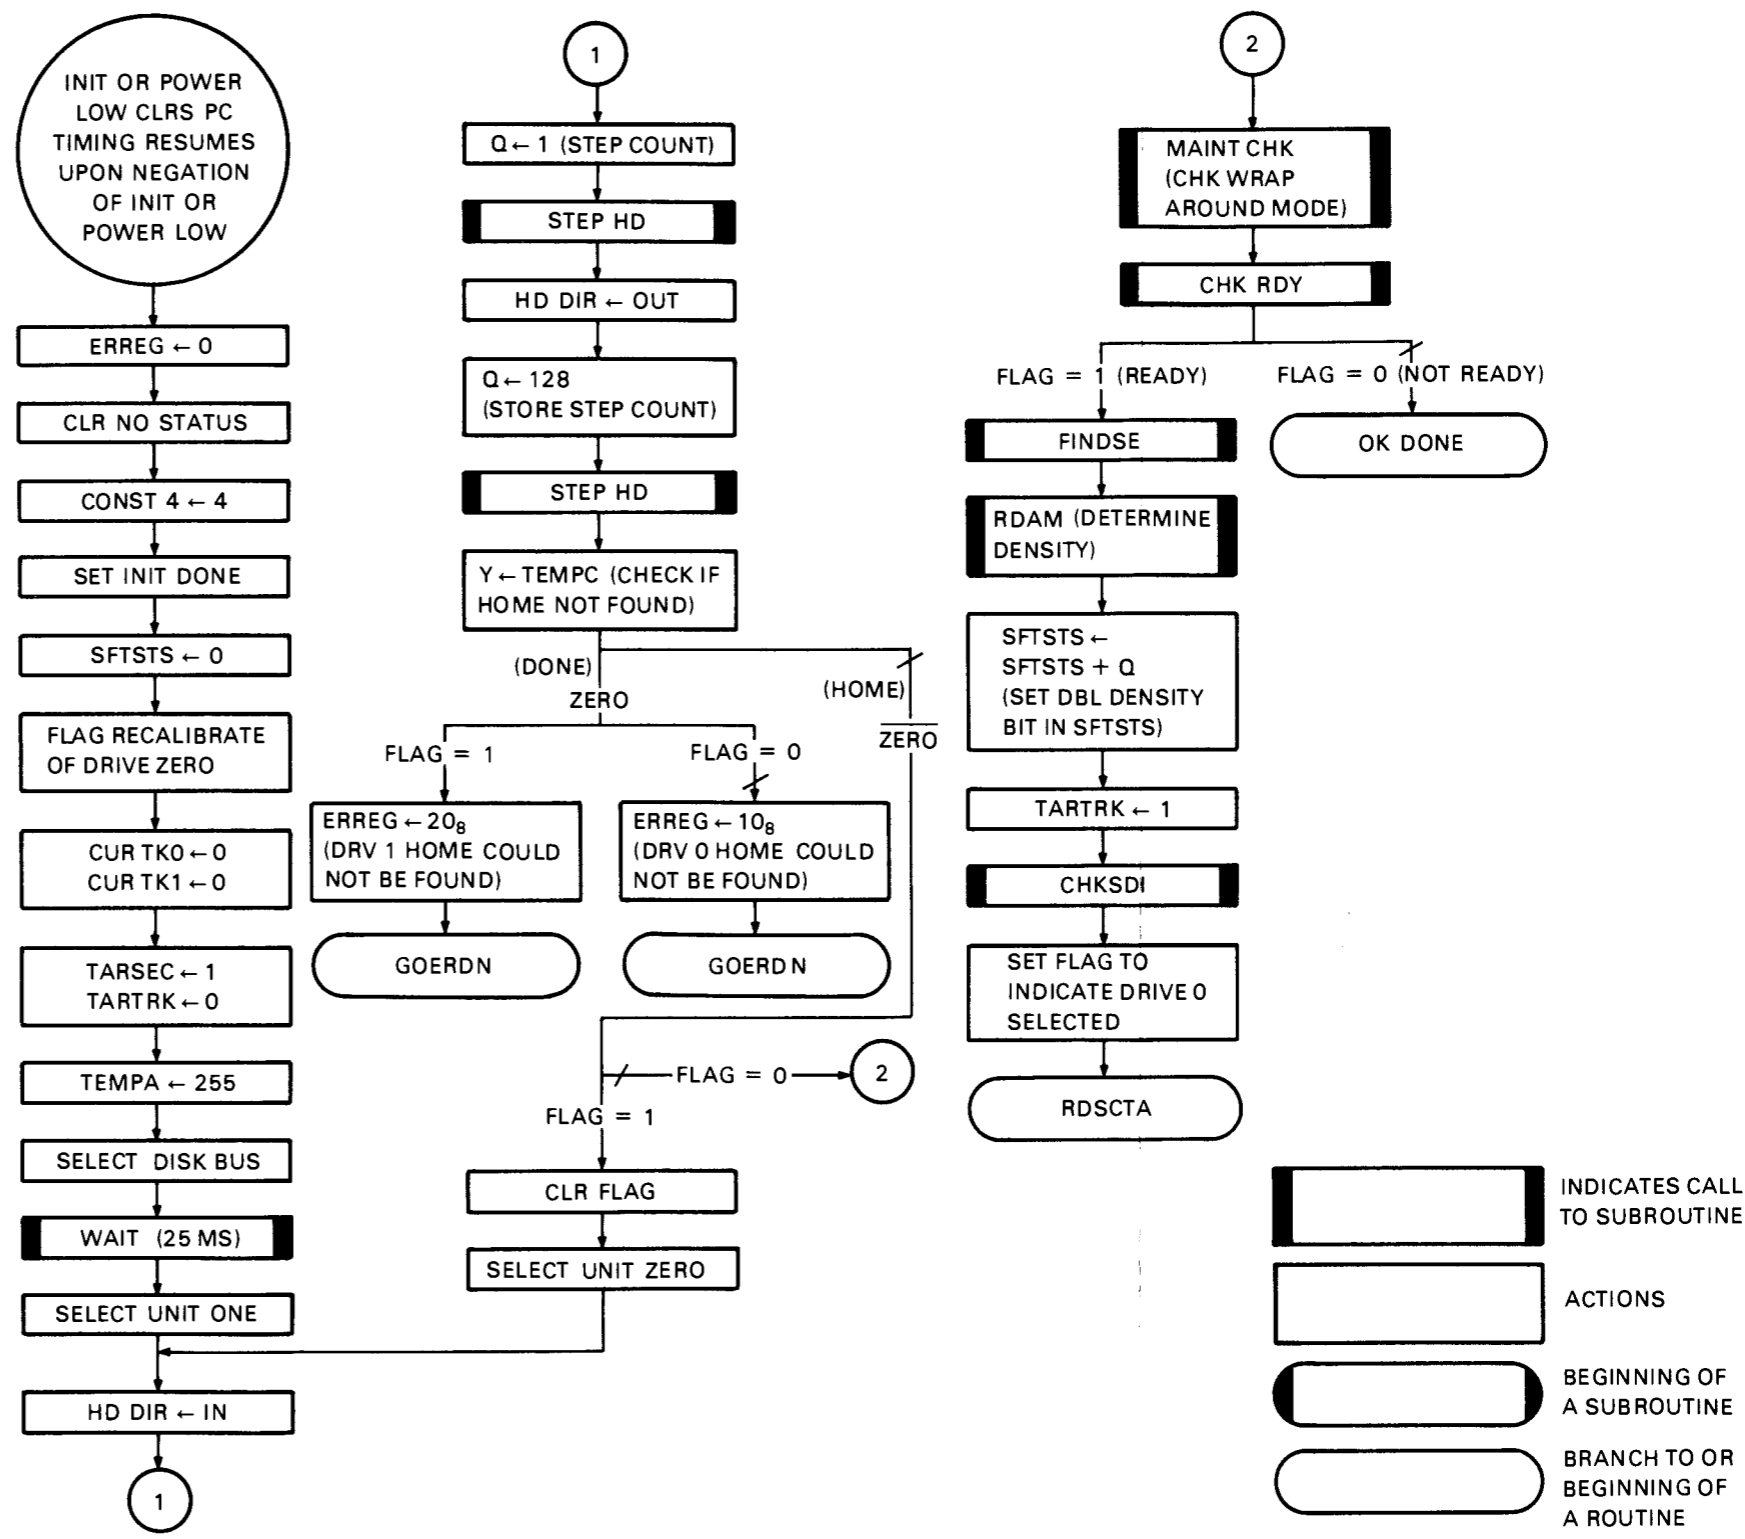 INIT OR POWER
LOW CLRS PC
TIMING RESUMES
UPON NEGATION
OF INIT OR
POWER LOW
ERREG ← 0
CLR NO STATUS
CONST 4 ← 4
SET INIT DONE
SFTSTS ← 0
FLAG RECALIBRATE
OF DRIVE ZERO
CUR TK0 ← 0
CUR TK1 ← 0
TARSEC ← 1
TARTRK ← 0
TEMPA ← 255
SELECT DISK BUS
WAIT (25 MS)
SELECT UNIT ONE
HD DIR ← IN
1
1
Q ← 1 (STEP COUNT)
STEP HD
HD DIR ← OUT
Q ← 128
(STORE STEP COUNT)
STEP HD
Y ← TEMPC (CHECK IF
HOME NOT FOUND)
(DONE)
ZERO
(HOME)
ZERO
FLAG = 1
FLAG = 0
ERREG ← 20₈
(DRV 1 HOME COULD
NOT BE FOUND)
ERREG ← 10₈
(DRV 0 HOME COULD
NOT BE FOUND)
GOERDN
GOERDN
FLAG = 0
2
FLAG = 1
CLR FLAG
SELECT UNIT ZERO
2
MAINT CHK
(CHK WRAP
AROUND MODE)
CHK RDY
FLAG = 1 (READY)
FLAG = 0 (NOT READY)
FINDSE
OK DONE
RDAM (DETERMINE
DENSITY)
SFTSTS ←
SFTSTS + Q
(SET DBL DENSITY
BIT IN SFTSTS)
TARTRK ← 1
CHKSDI
SET FLAG TO
INDICATE DRIVE 0
SELECTED
RDSCTA
INDICATES CALL
TO SUBROUTINE
ACTIONS
BEGINNING OF
A SUBROUTINE
BRANCH TO OR
BEGINNING OF
A ROUTINE